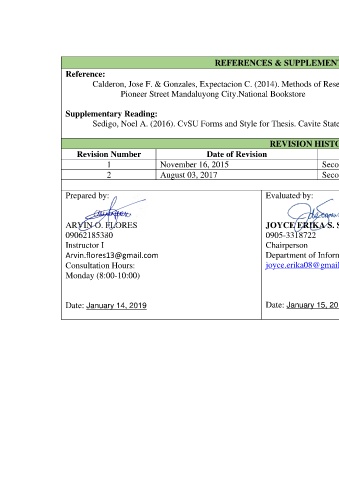 REFERENCES & SUPPLEMENT
Reference:
Calderon, Jose F. & Gonzales, Expectacion C. (2014). Methods of Rese
Pioneer Street Mandaluyong City.National Bookstore
Supplementary Reading:
Sedigo, Noel A. (2016). CvSU Forms and Style for Thesis. Cavite State
REVISION HISTO
Revision Number Date of Revision
1 November 16, 2015 Seco
2 August 03, 2017 Seco
Prepared by: Evaluated by:
ARVIN O. FLORES JOYCE ERIKA S. S
09062185380 0905-3318722
Instructor I Chairperson
Arvin.flores13@gmail.com Department of Inform
Consultation Hours: joyce.erika08@gmail
Monday (8:00-10:00)
Date: January 14, 2019 Date: January 15, 20